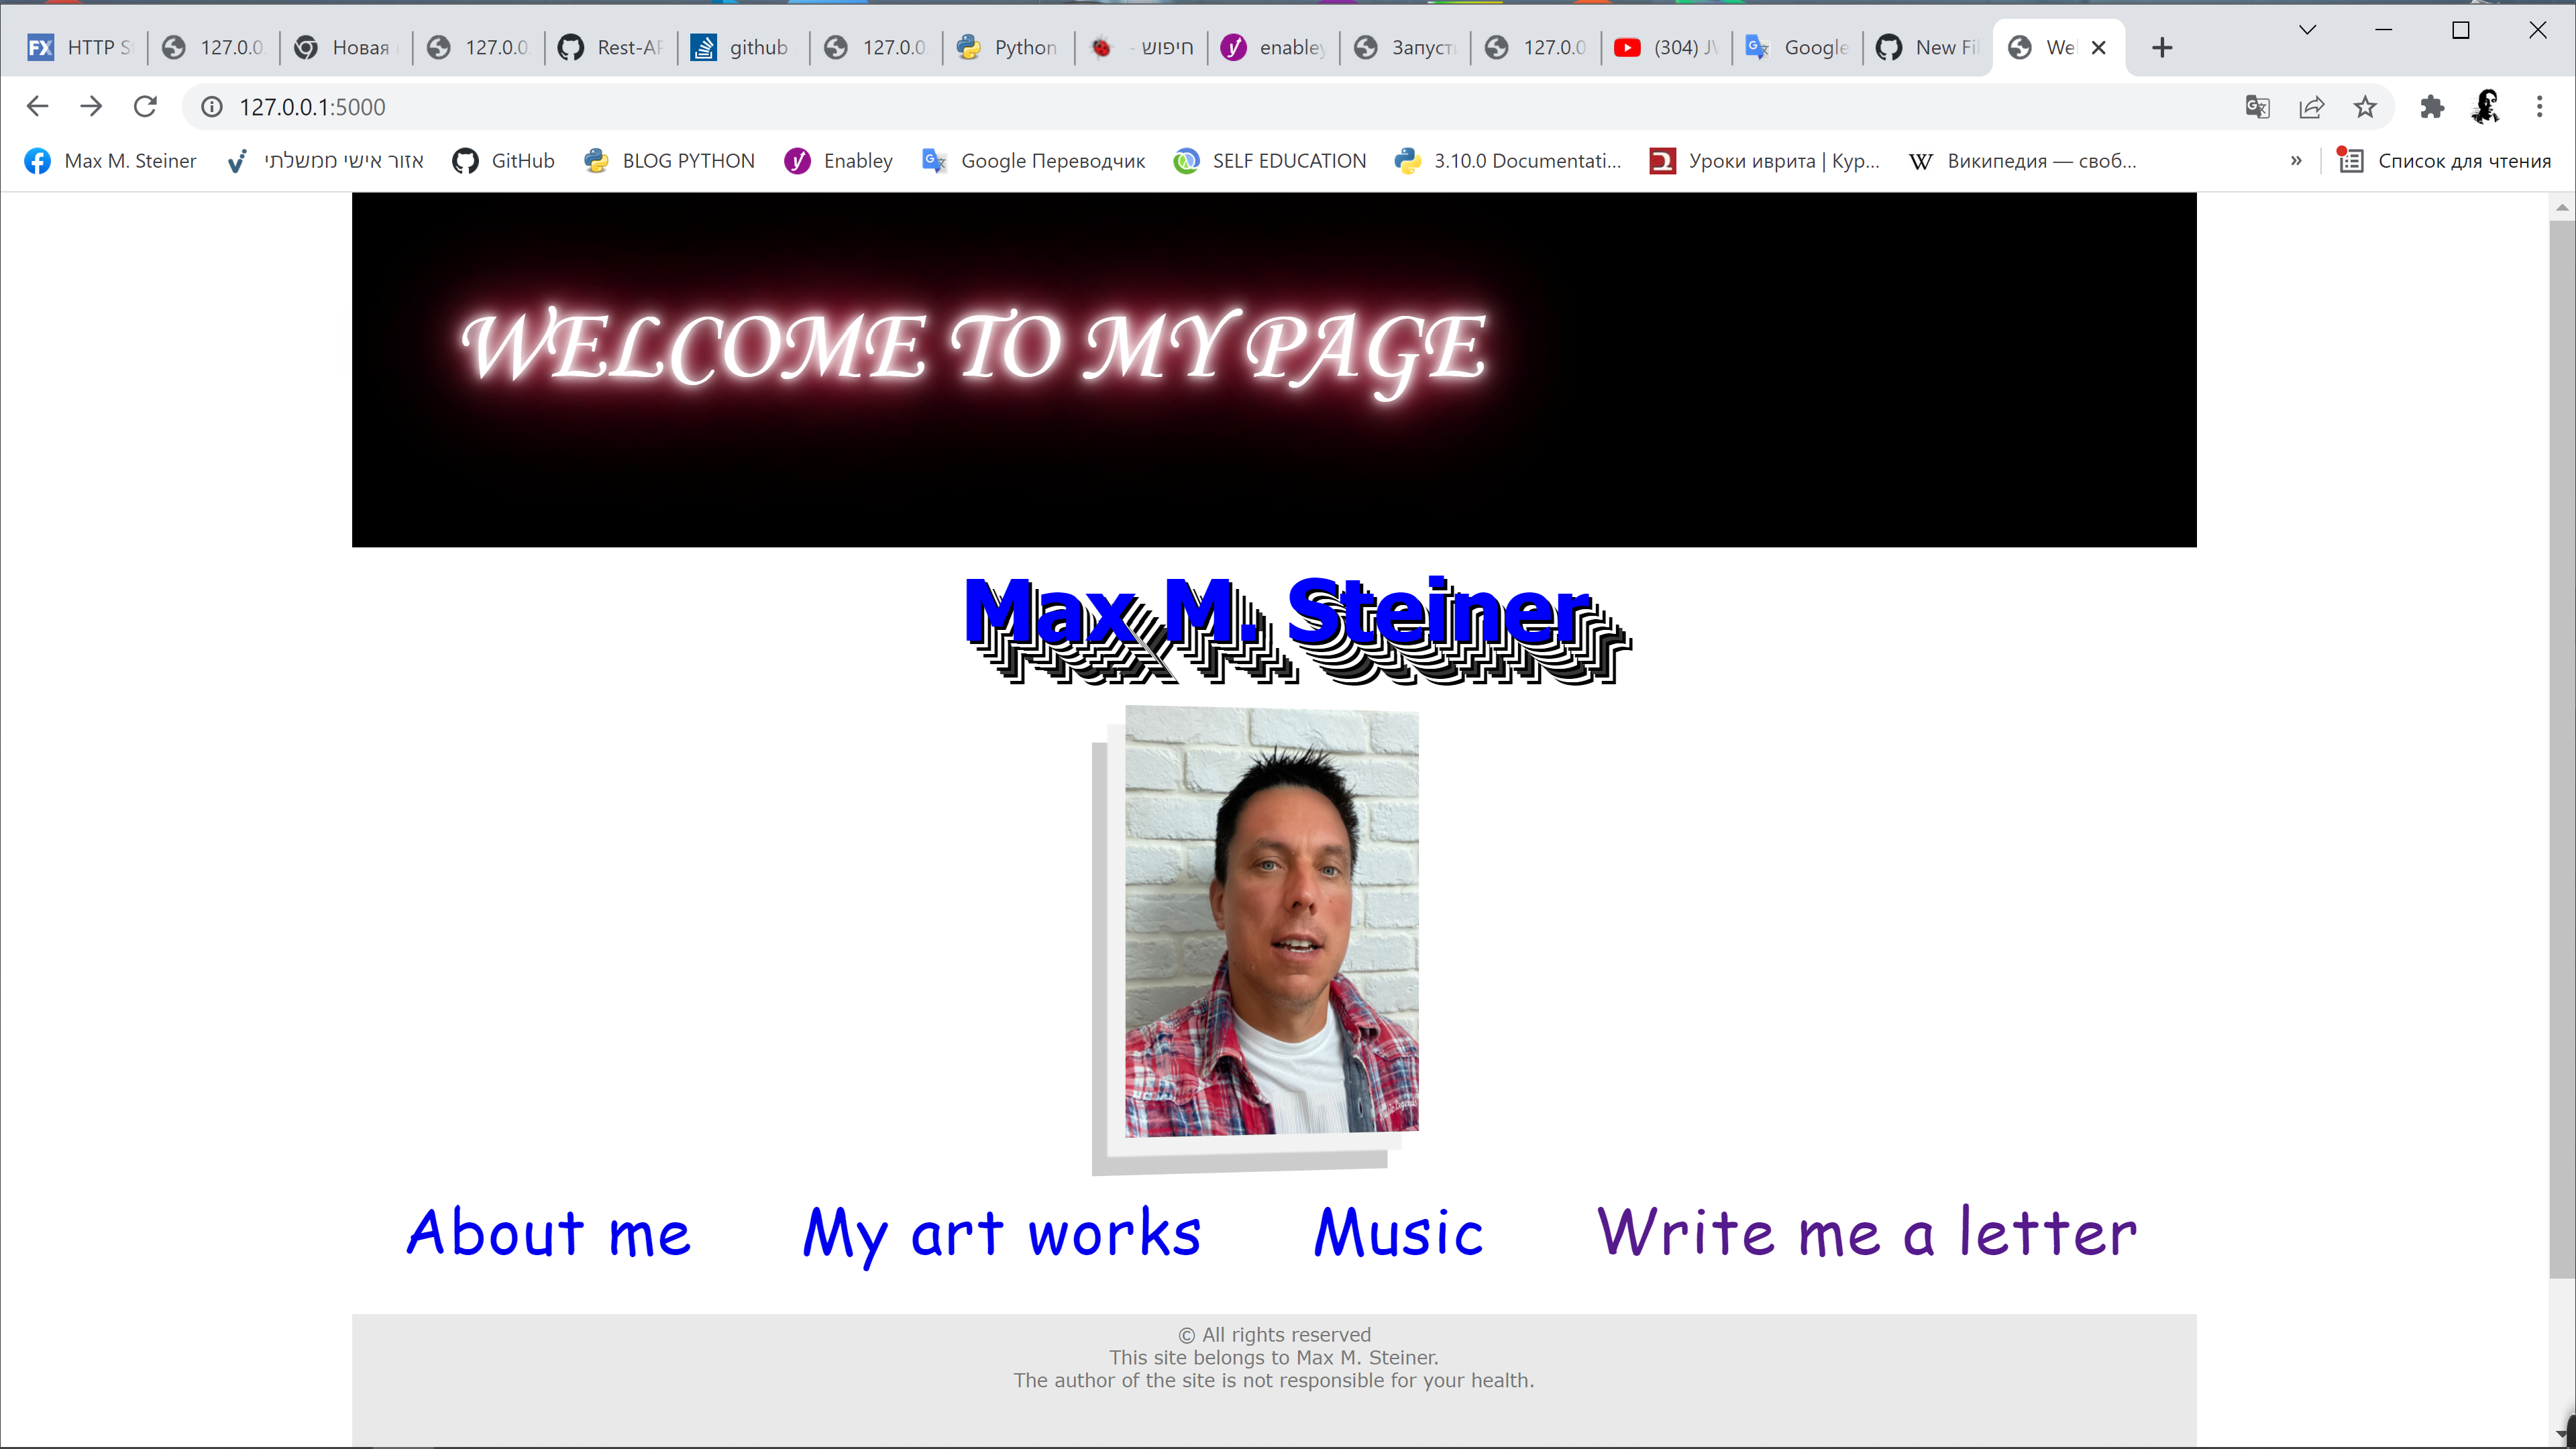 FX HTTP S 127.0.0. Новая 127.0.0 Rest-AP github 127.0.0 Python חיפוש - enabley Запуст 127.0.0 (304) Google New Fil Wel
127.0.0.1:5000
Max M. Steiner אזור אישי ממשלתי GitHub BLOG PYTHON Enabley Google Переводчик SELF EDUCATION 3.10.0 Documentati... Уроки иврита | Кур... W Википедия — своб... » Список для чтения
WELCOME TO MY PAGE
Max M. Steiner
About me My art works Music Write me a letter
© All rights reserved
This site belongs to Max M. Steiner.
The author of the site is not responsible for your health.